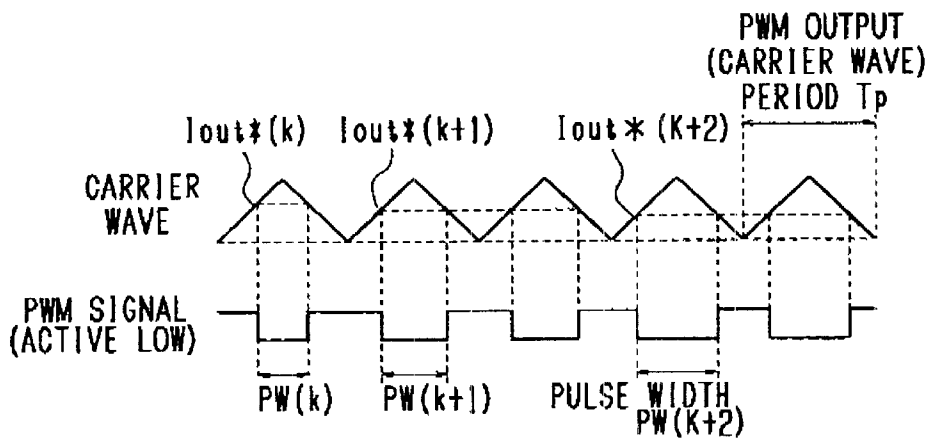 PWM OUTPUT
(CARRIER WAVE)
PERIOD Tp
Iout*(k)
Iout*(k+1)
Iout*(K+2)
CARRIER
WAVE
PWM SIGNAL
(ACTIVE LOW)
PW(k)
PW(k+1)
PULSE WIDTH
PW(K+2)